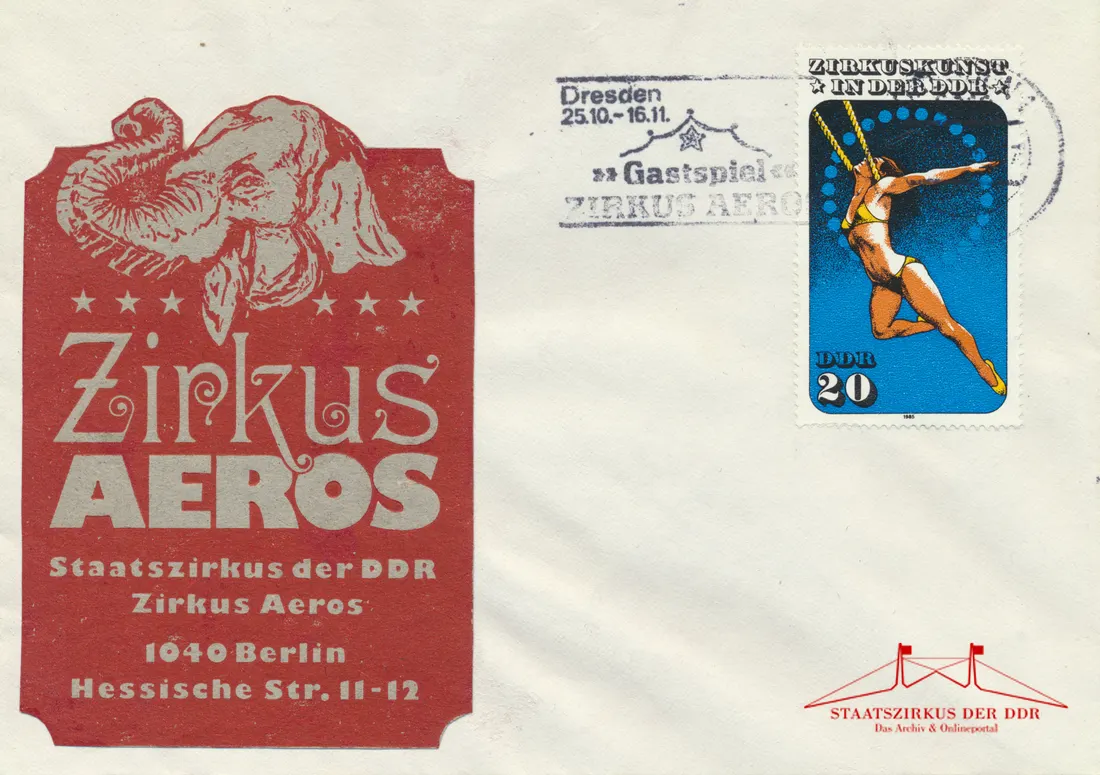 Zirkus
AEROS
Staatszirkus der DDR
Zirkus Aeros
1040 Berlin
Hessische Str. 11-12
Dresden
25.10.-16.11.
»Gastspiel«
ZIRKUS AEROS
ZIRKUSKUNST
IN DER DDR
DDR
20
1985
STAATSZIRKUS DER DDR
Das Archiv & Onlineportal